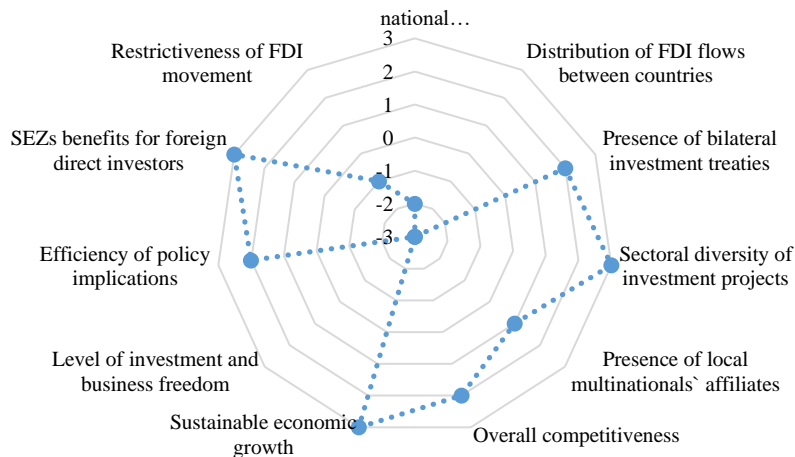 national…
Restrictiveness of FDI
movement
Distribution of FDI flows
between countries
3
2
1
0
-1
-2
-3
SEZs benefits for foreign
direct investors
Presence of bilateral
investment treaties
Efficiency of policy
implications
Sectoral diversity of
investment projects
Level of investment and
business freedom
Presence of local
multinationals` affiliates
Sustainable economic
growth
Overall competitiveness